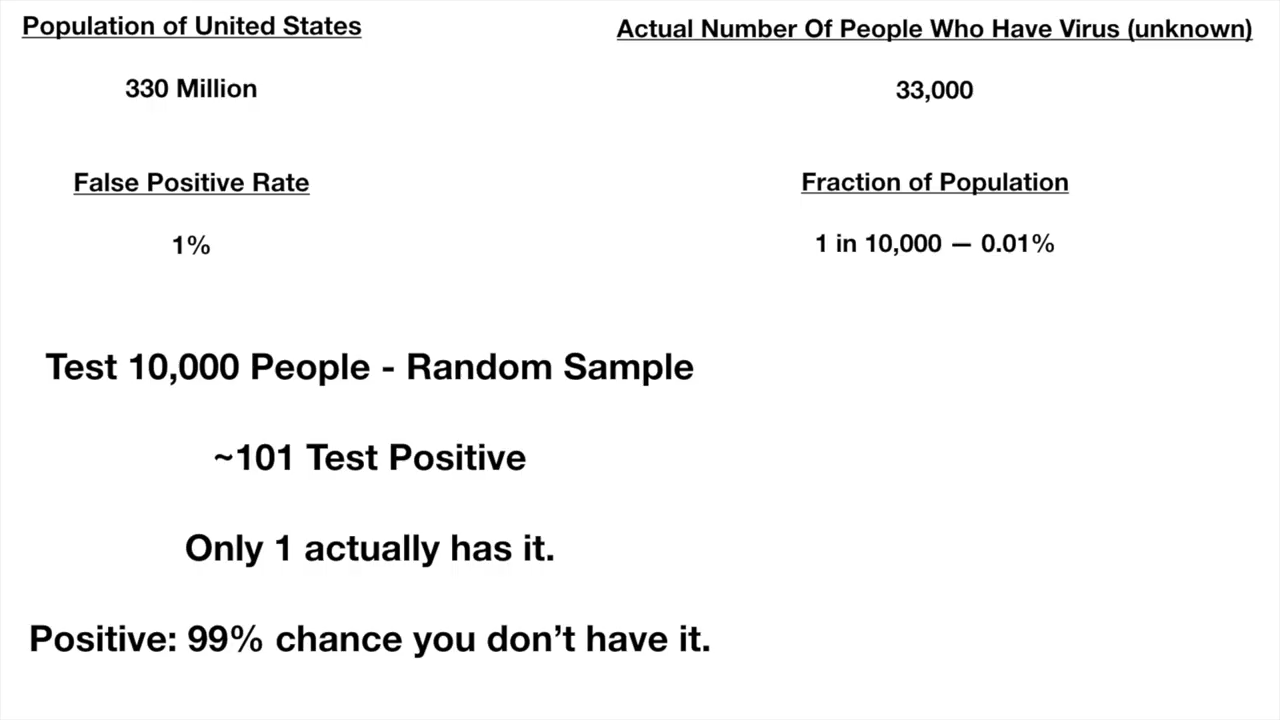 Population of United States
Actual Number Of People Who Have Virus (unknown)
330 Million
33,000
False Positive Rate
Fraction of Population
1%
1 in 10,000 — 0.01%
Test 10,000 People - Random Sample
~101 Test Positive
Only 1 actually has it.
Positive: 99% chance you don’t have it.